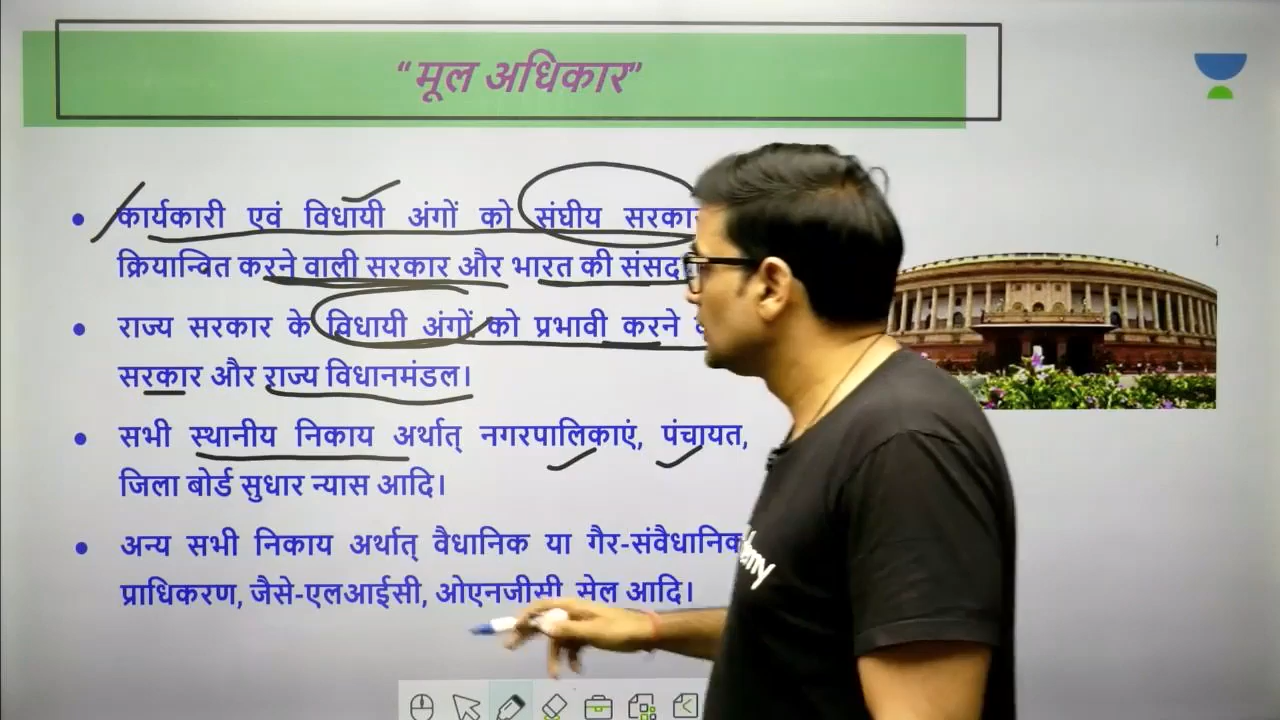 “मूल अधिकार”
कार्यकारी एवं विधायी अंगों को संघीय
क्रियान्वित करने वाली सरकार और भारत की संसद
राज्य सरकार के विधायी अंगों को प्रभावी करने
सरकार और राज्य विधानमंडल।
सभी स्थानीय निकाय अर्थात् नगरपालिकाएं, पंचायत,
जिला बोर्ड सुधार न्यास आदि।
अन्य सभी निकाय अर्थात् वैधानिक या गैर-संवैधानिक
प्राधिकरण, जैसे-एलआईसी, ओएनजीसी, सेल आदि।